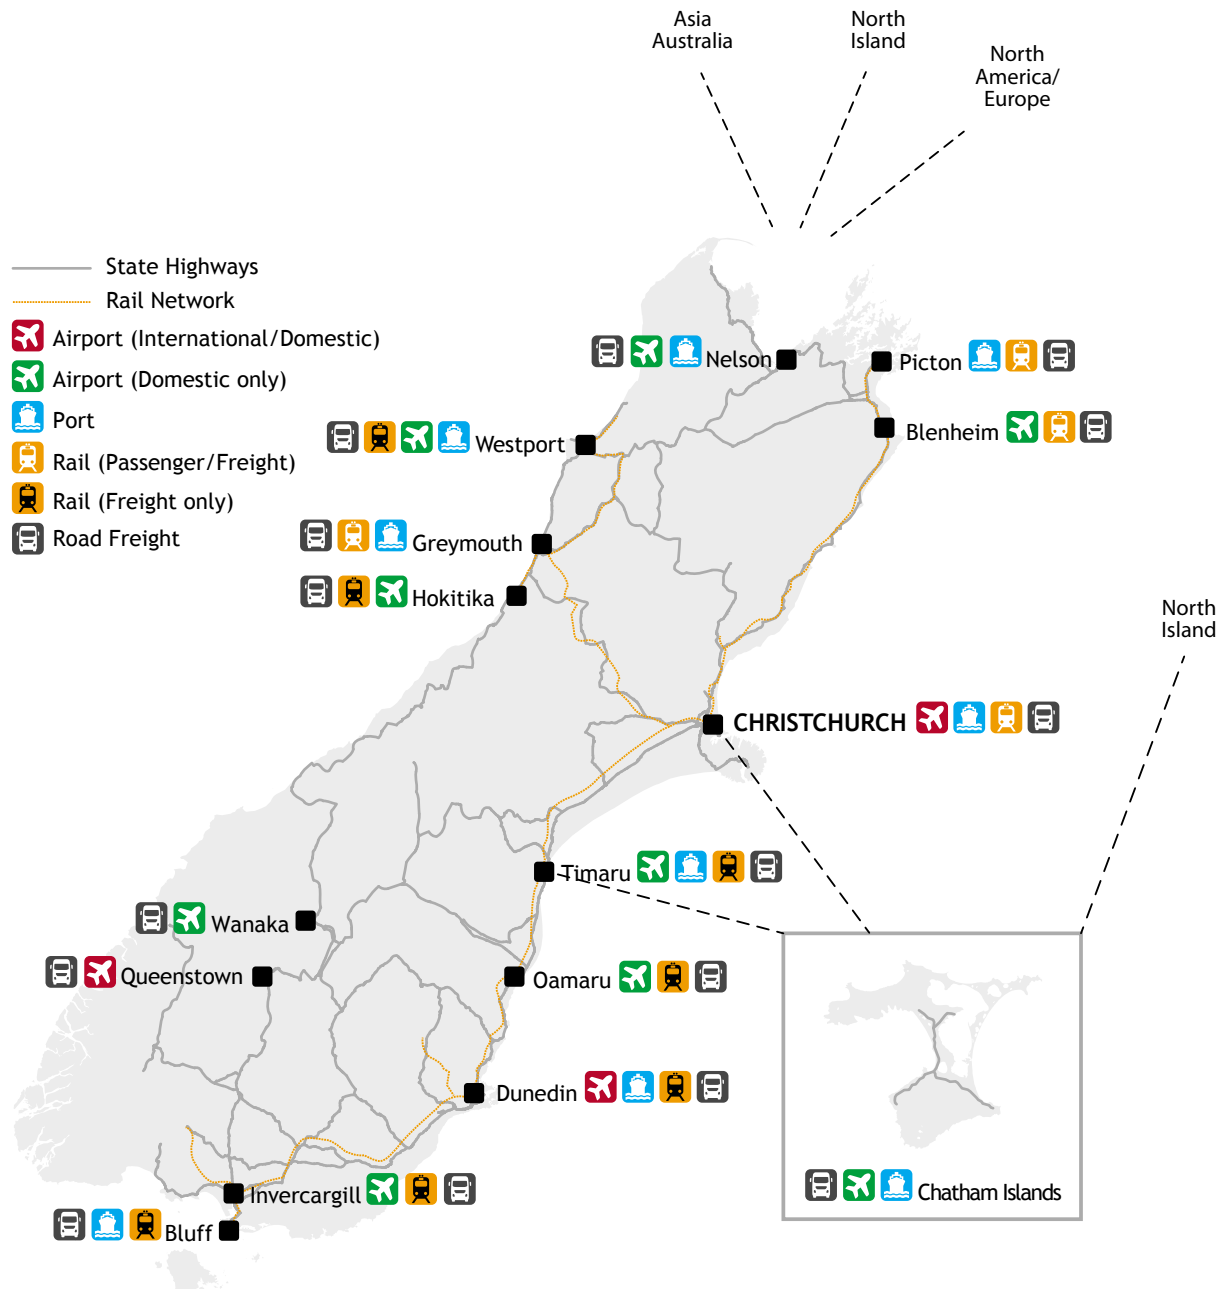 Asia
Australia
North
Island
North
America/
Europe
State Highways
Rail Network
Airport (International/Domestic)
Airport (Domestic only)
Port
Rail (Passenger/Freight)
Rail (Freight only)
Road Freight
Nelson
Picton
Blenheim
Westport
Greymouth
Hokitika
North
Island
CHRISTCHURCH
Timaru
Wanaka
Queenstown
Oamaru
Dunedin
Invercargill
Bluff
Chatham Islands